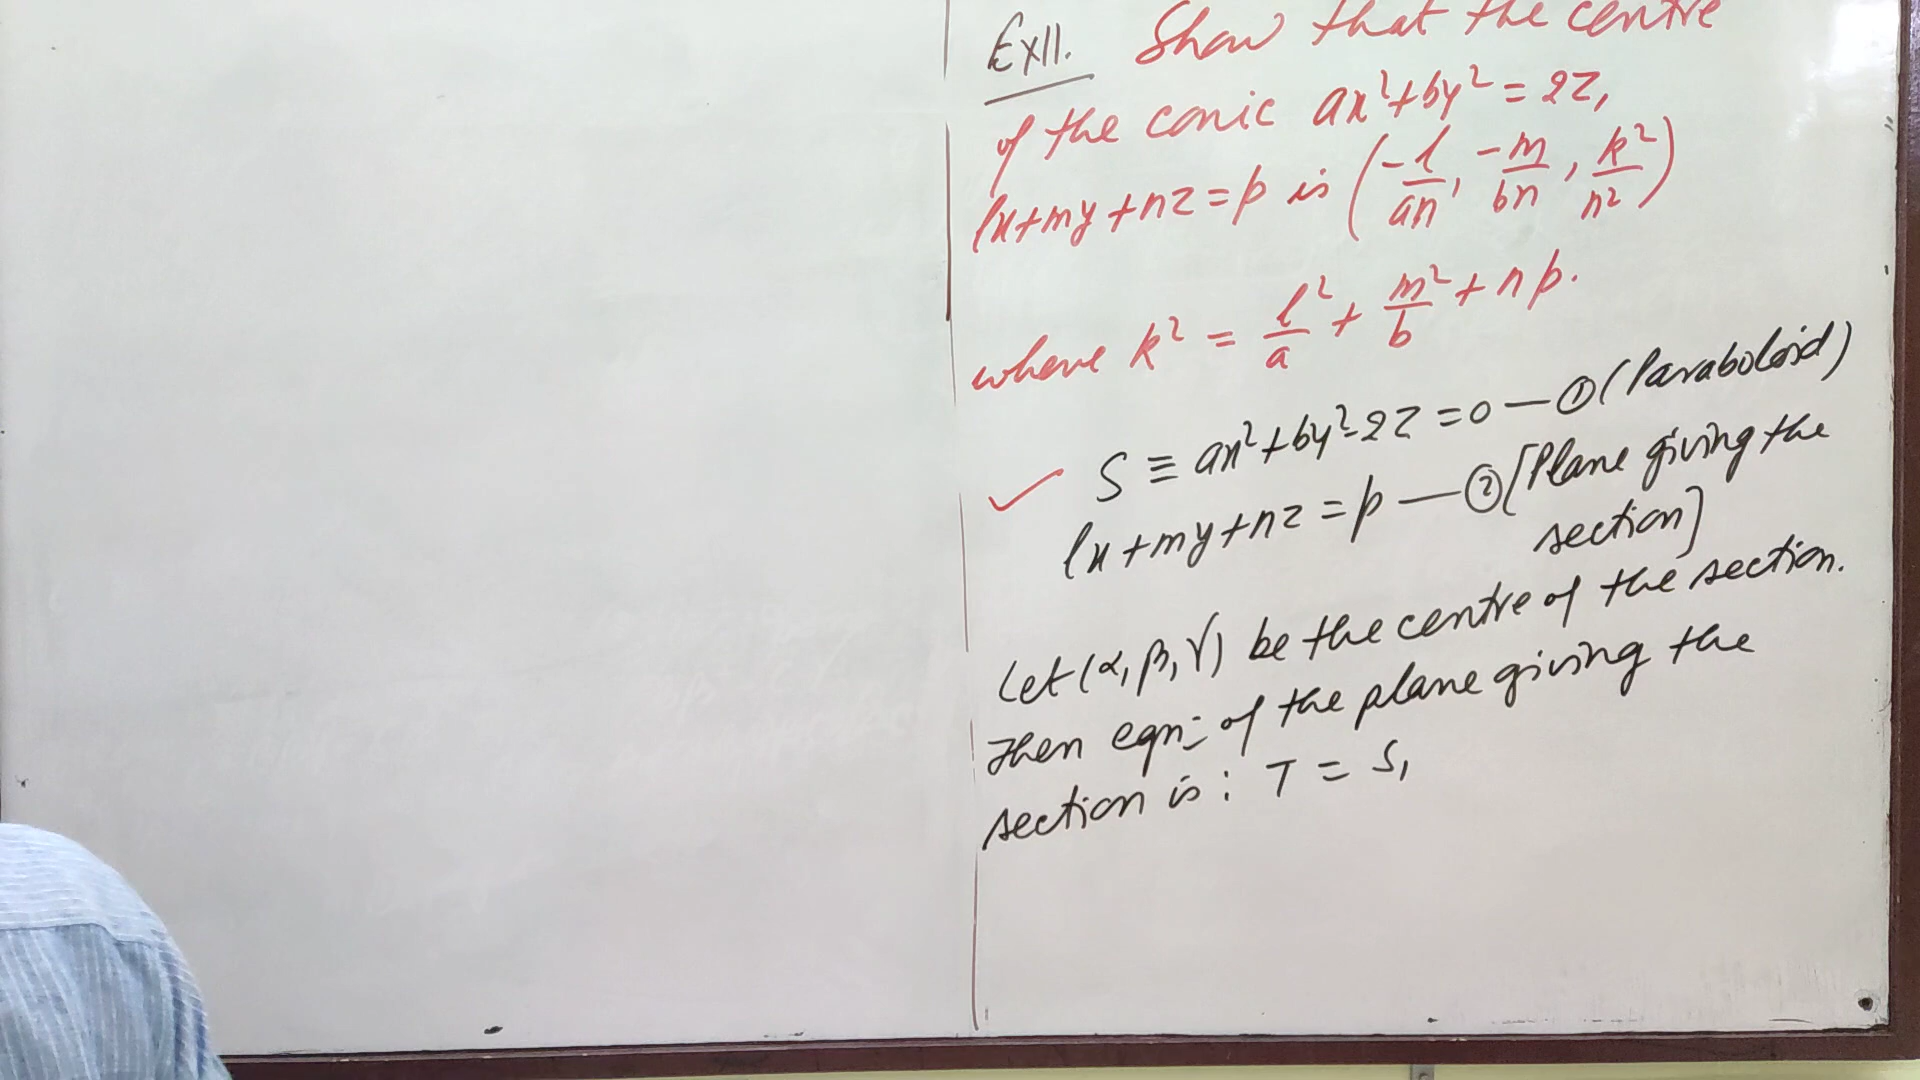 Ex11. Show that the centre
of the conic ax²+by²=2z,
lx+my+nz=p is (-l/an, -m/bn, k²/n²)
where k² = l²/a + m²/b + np.
✓ S ≡ ax²+by²-2z=0 — ① (Paraboloid)
lx+my+nz=p — ② [Plane giving the
section]
Let (α, β, γ) be the centre of the section.
Then eqn: of the plane giving the
section is: T = S₁